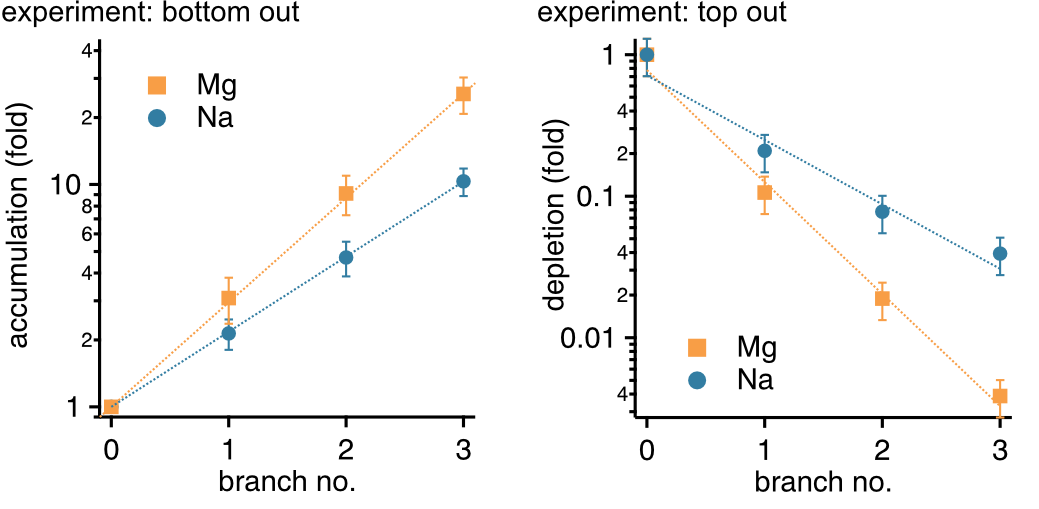 experiment: bottom out
accumulation (fold)
4
2
10
8
6
4
2
1
Mg
Na
0 1 2 3
branch no.
experiment: top out
depletion (fold)
1
4
2
0.1
4
2
0.01
4
Mg
Na
0 1 2 3
branch no.